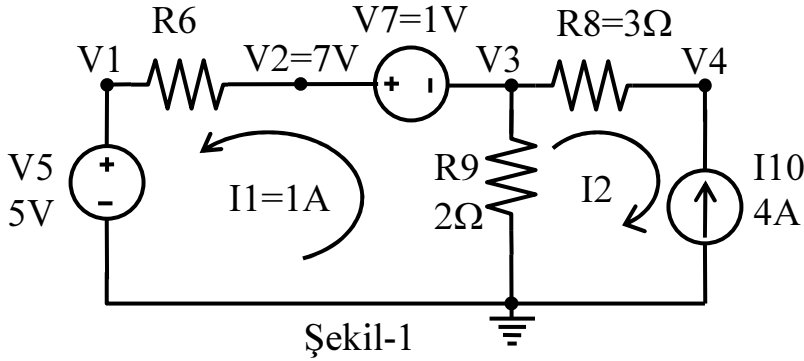 R6
V7=1V
R8=3Ω
V1
V2=7V
V3
V4
+ -
V5
5V
+
-
I1=1A
R9
2Ω
I2
I10
4A
Şekil-1